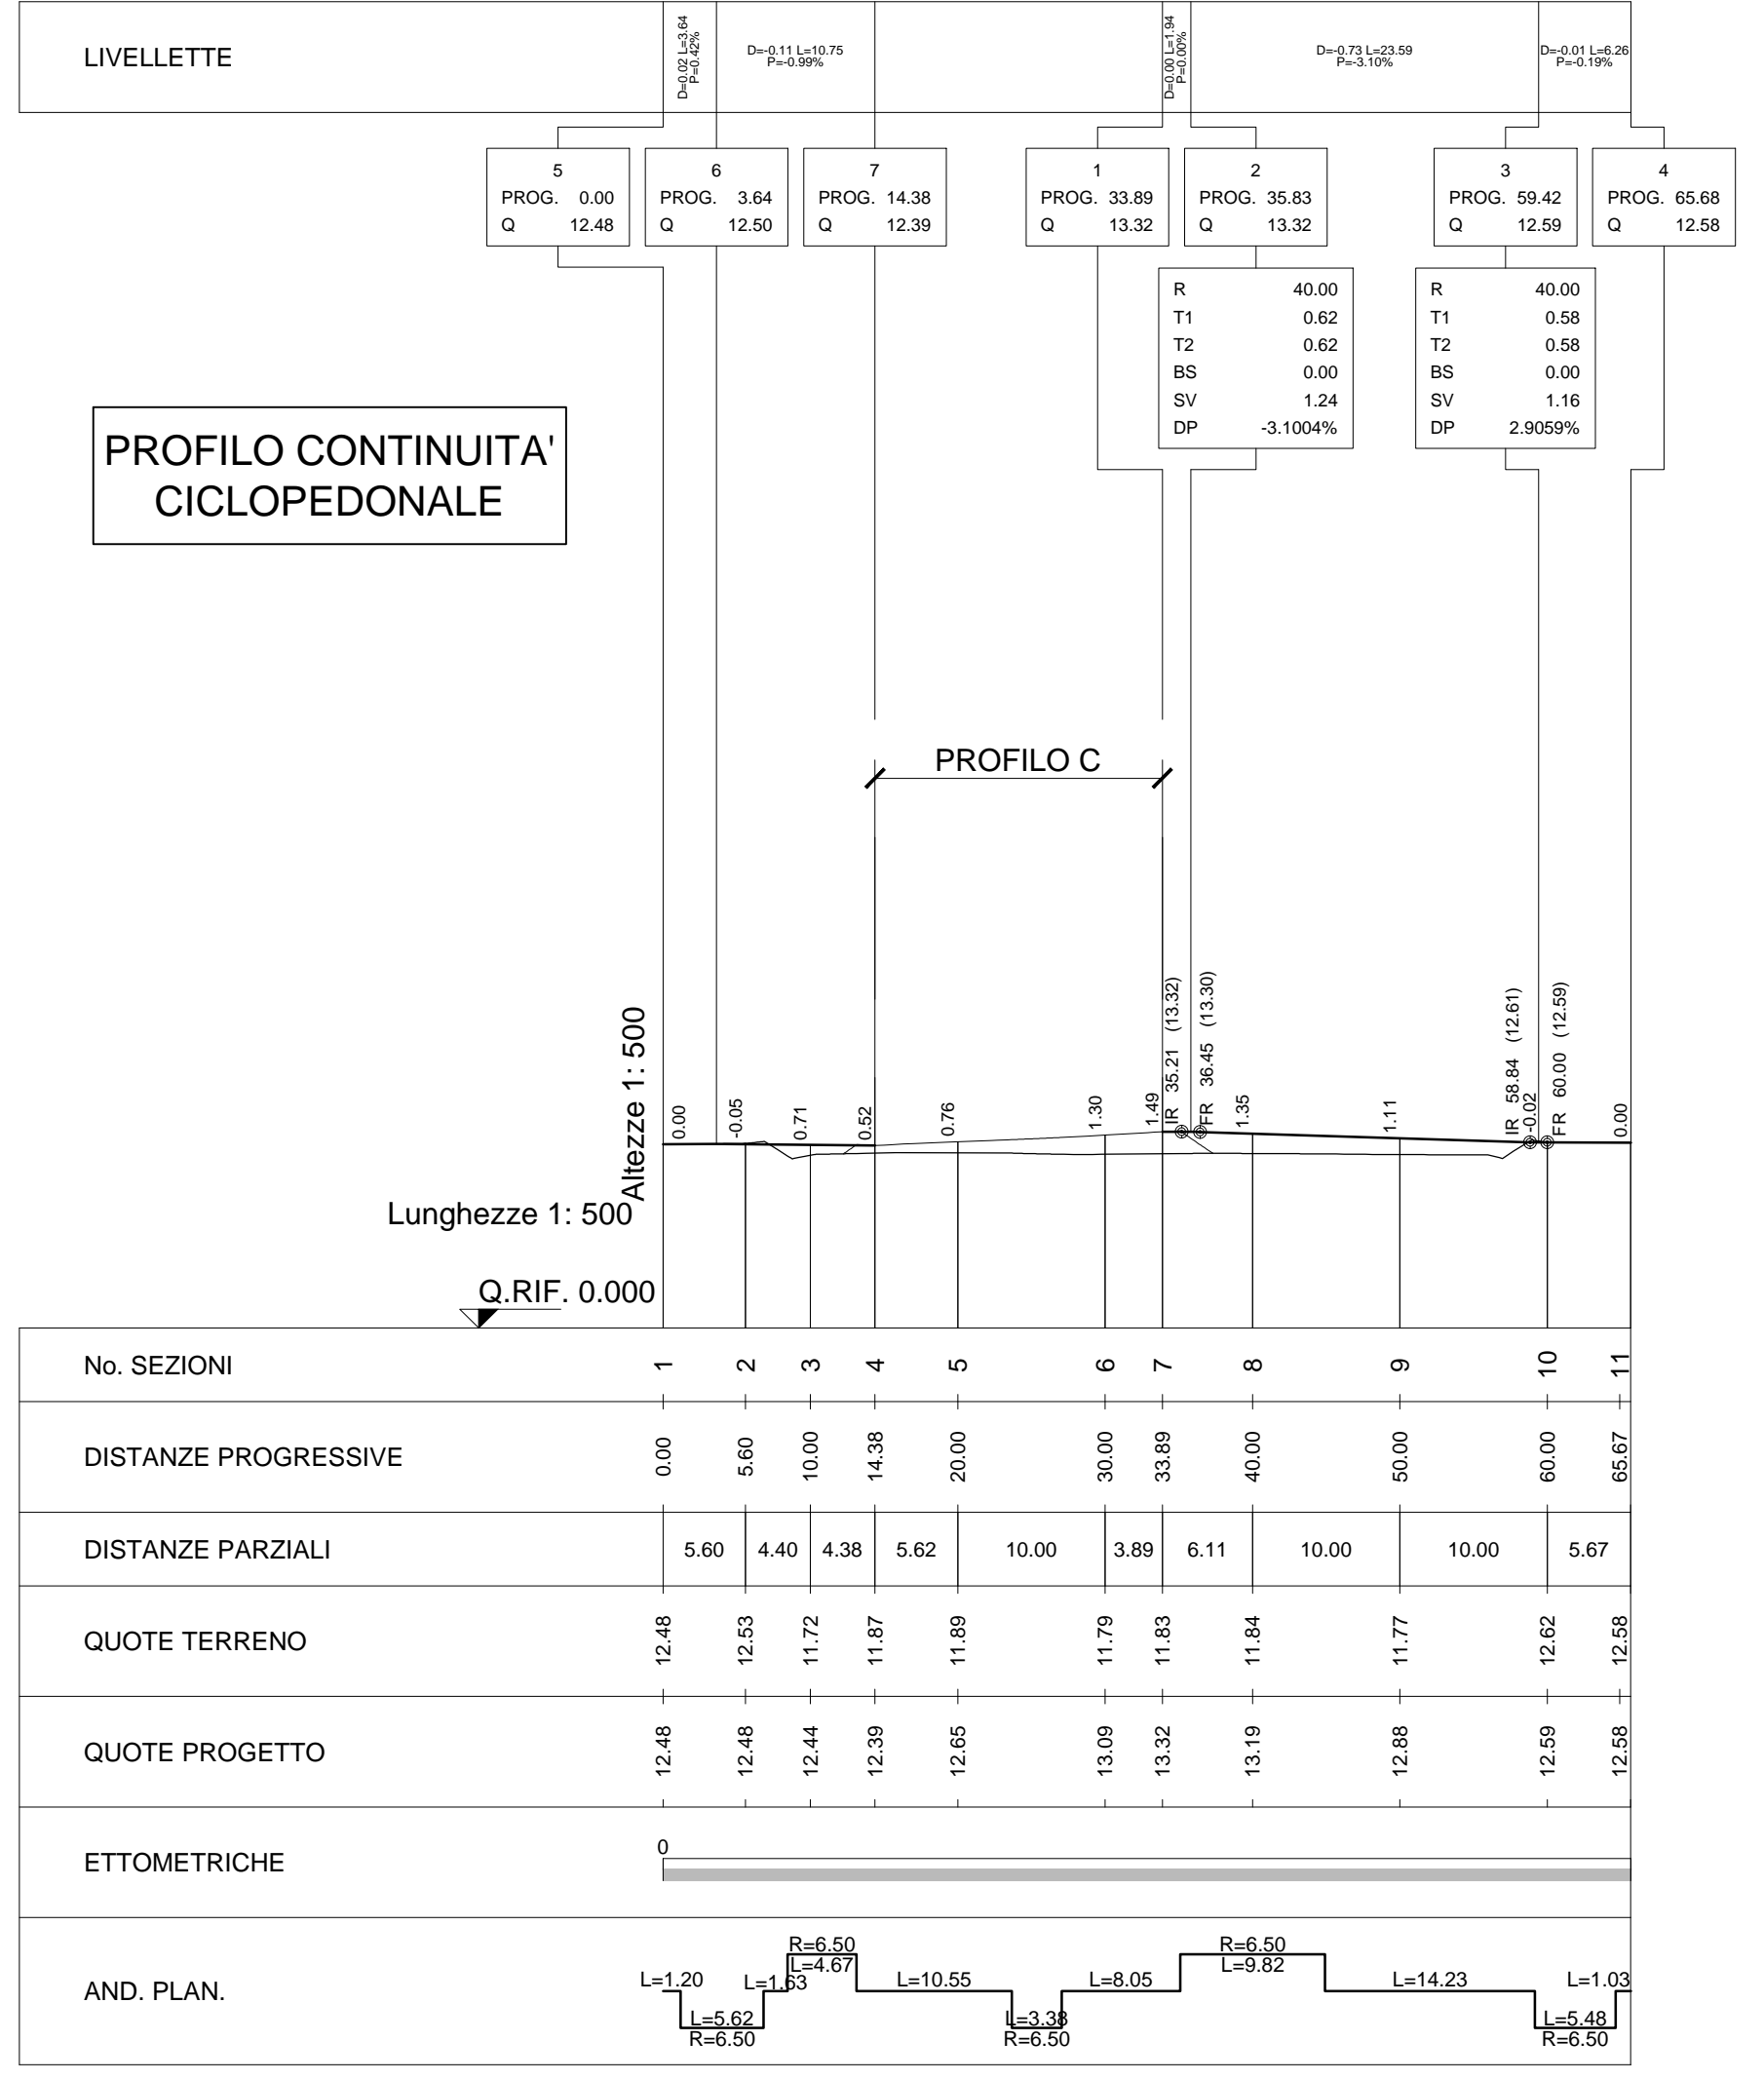 LIVELLETTE
D=0.02 L=3.64
P=0.42%
D=-0.11 L=10.75
P=-0.99%
D=0.00 L=1.94
P=0.00%
D=-0.73 L=23.59
P=-3.10%
D=-0.01 L=6.26
P=-0.19%
5
PROG. 0.00
Q 12.48
6
PROG. 3.64
Q 12.50
7
PROG. 14.38
Q 12.39
1
PROG. 33.89
Q 13.32
2
PROG. 35.83
Q 13.32
3
PROG. 59.42
Q 12.59
4
PROG. 65.68
Q 12.58
R 40.00
T1 0.62
T2 0.62
BS 0.00
SV 1.24
DP -3.1004%
R 40.00
T1 0.58
T2 0.58
BS 0.00
SV 1.16
DP 2.9059%
PROFILO CONTINUITA'
CICLOPEDONALE
PROFILO C
Altezze 1: 500
Lunghezze 1: 500
Q.RIF. 0.000
0.00
-0.05
0.71
0.52
0.76
1.30
1.49
IR 35.21 (13.32)
FR 36.45 (13.30)
1.35
1.11
IR 58.84 (12.61)
-0.02
FR 60.00 (12.59)
0.00
No. SEZIONI 1 2 3 4 5 6 7 8 9 10 11
DISTANZE PROGRESSIVE 0.00 5.60 10.00 14.38 20.00 30.00 33.89 40.00 50.00 60.00 65.67
DISTANZE PARZIALI 5.60 4.40 4.38 5.62 10.00 3.89 6.11 10.00 10.00 5.67
QUOTE TERRENO 12.48 12.53 11.72 11.87 11.89 11.79 11.83 11.84 11.77 12.62 12.58
QUOTE PROGETTO 12.48 12.48 12.44 12.39 12.65 13.09 13.32 13.19 12.88 12.59 12.58
ETTOMETRICHE
0
AND. PLAN.
L=1.20
L=5.62
R=6.50
L=1.63
R=6.50
L=4.67
L=10.55
L=3.38
R=6.50
L=8.05
R=6.50
L=9.82
L=14.23
L=5.48
R=6.50
L=1.03